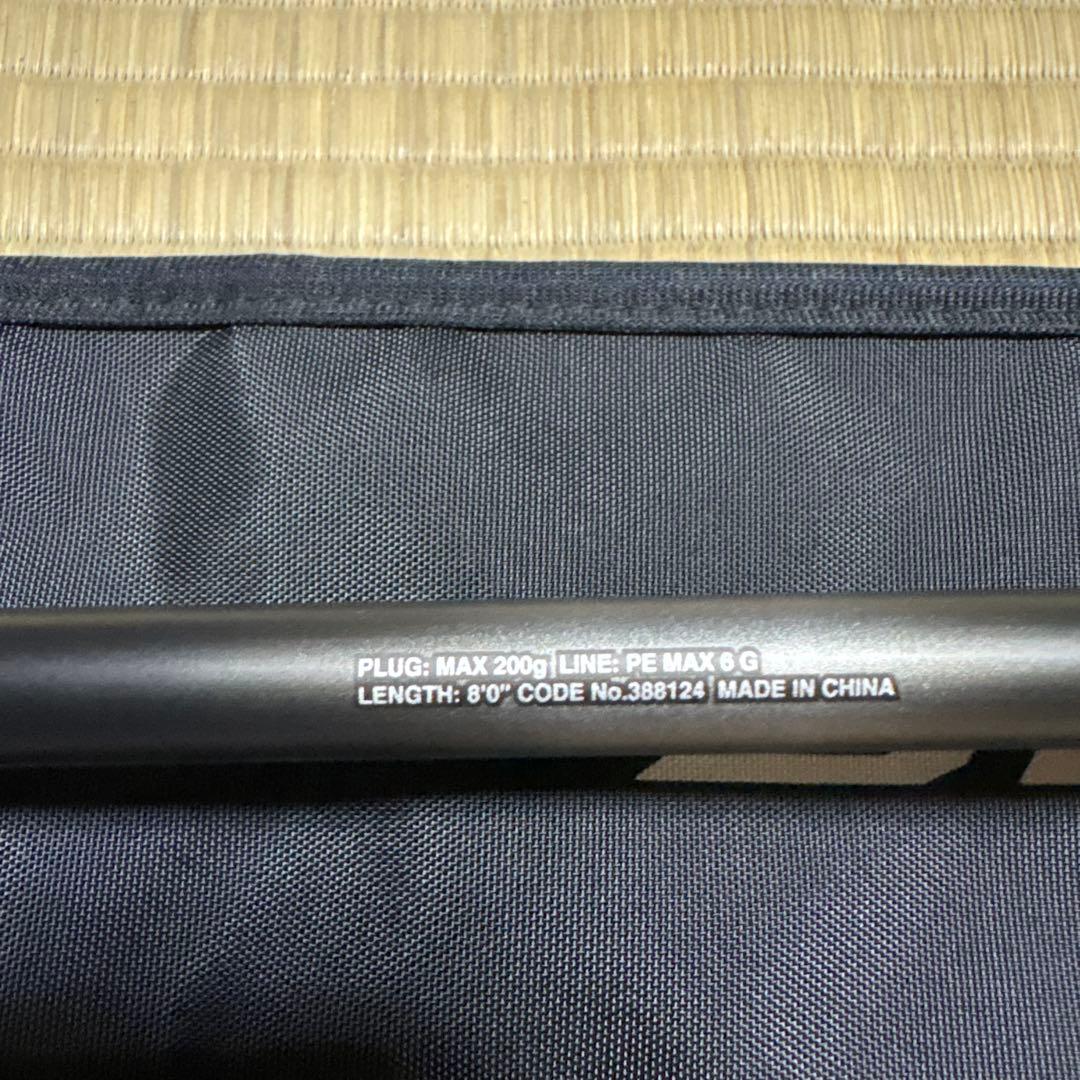 PLUG: MAX 200g LINE: PE MAX 6 G
LENGTH: 8'0" CODE No.388124 MADE IN CHINA